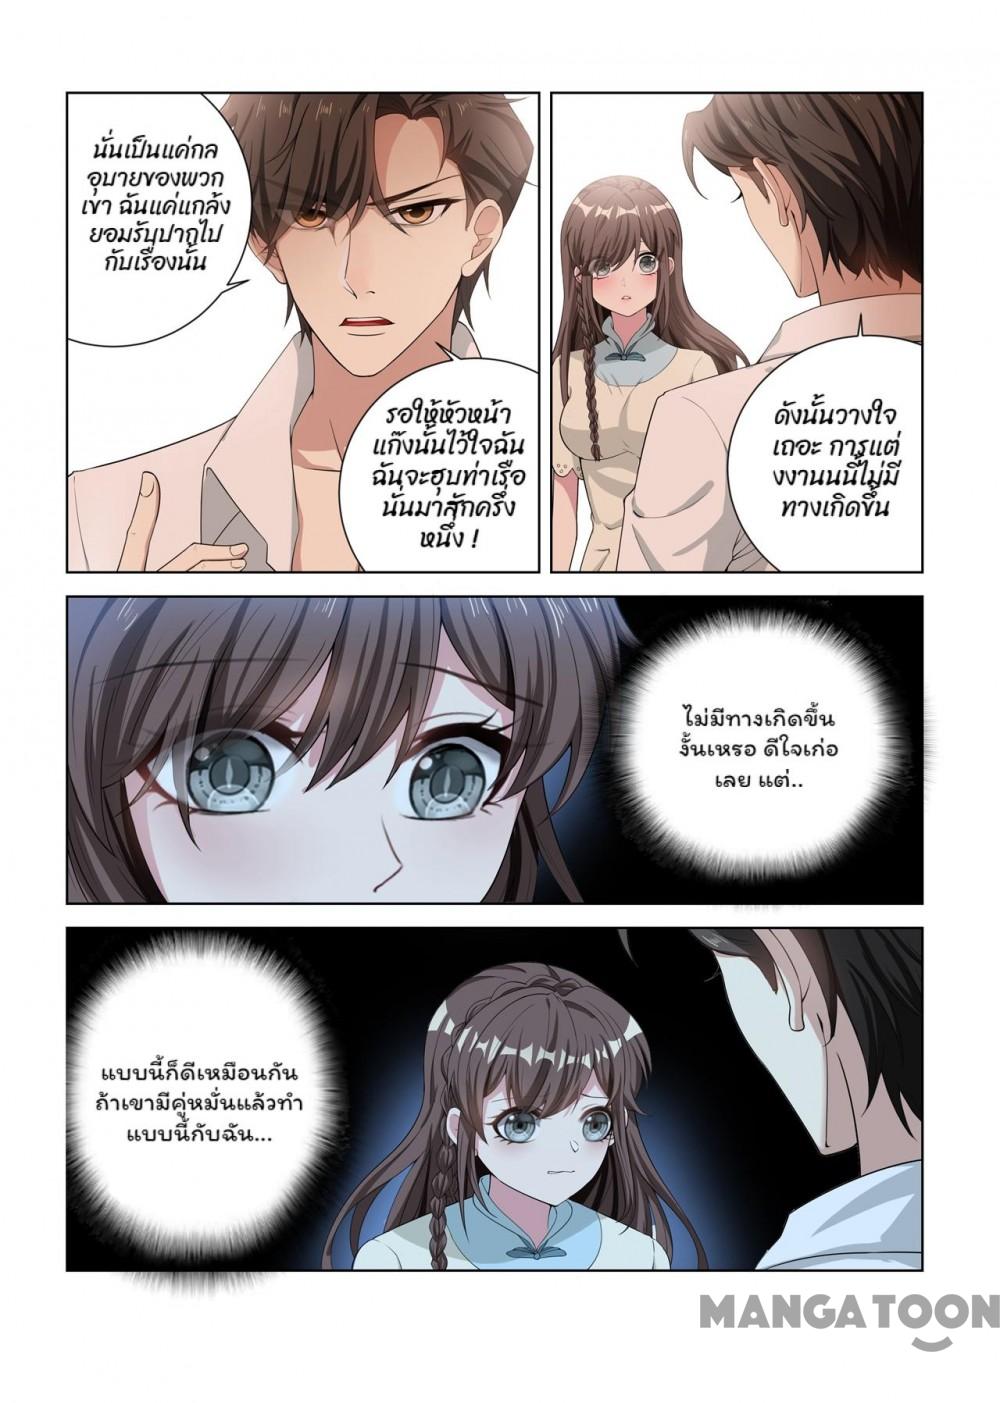 นั่นเป็นแค่กล
อุบายของพวก
เขา ฉันแค่แกล้ง
ยอมรับปากไป
กับเรื่องนั้น
รอให้หัวหน้า
แก๊งนั้นไว้ใจฉัน
ฉันจะฮุบท่าเรือ
นั่นมาสักครึ่ง
หนึ่ง !
ดังนั้นวางใจ
เถอะ การแต่
งงานนนี้ไม่มี
ทางเกิดขึ้น
ไม่มีทางเกิดขึ้น
งั้นเหรอ ดีใจเก่อ
เลย แต่..
แบบนี้ก็ดีเหมือนกัน
ถ้าเขามีคู่หมั่นแล้วทำ
แบบนี้กับฉัน...
MANGATOON